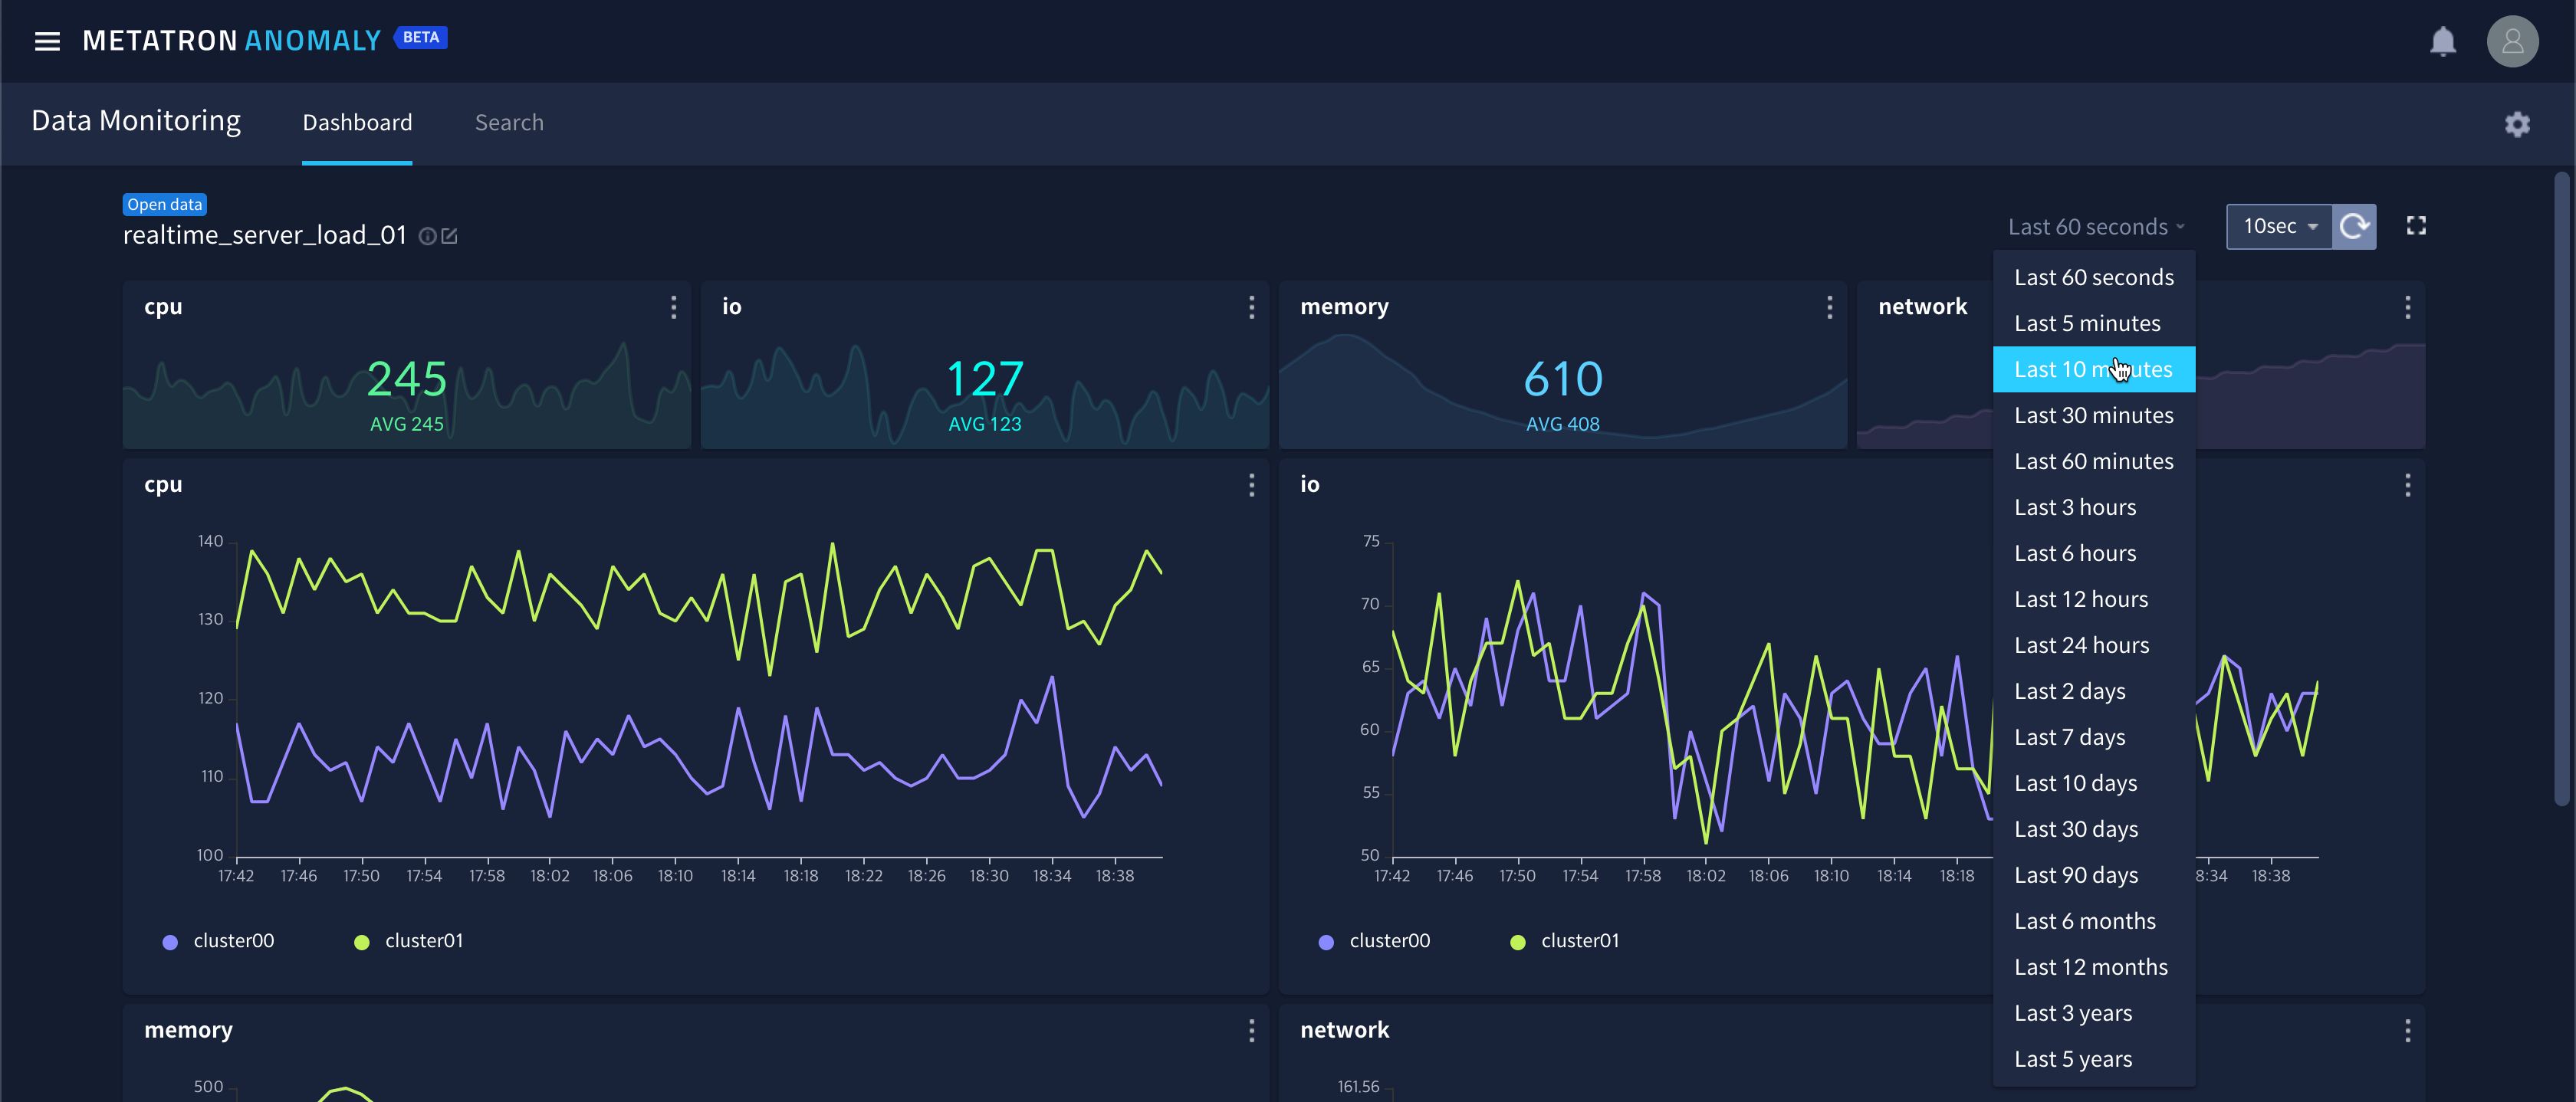 METATRON ANOMALY BETA
Data Monitoring Dashboard Search
Open data
realtime_server_load_01
Last 60 seconds 10sec
cpu
245
AVG 245
io
127
AVG 123
memory
610
AVG 408
network
Last 60 seconds
Last 5 minutes
Last 10 minutes
Last 30 minutes
Last 60 minutes
Last 3 hours
Last 6 hours
Last 12 hours
Last 24 hours
Last 2 days
Last 7 days
Last 10 days
Last 30 days
Last 90 days
Last 6 months
Last 12 months
Last 3 years
Last 5 years
cpu
140
130
120
110
100
17:42 17:46 17:50 17:54 17:58 18:02 18:06 18:10 18:14 18:18 18:22 18:26 18:30 18:34 18:38
cluster00 cluster01
io
75
70
65
60
55
50
17:42 17:46 17:50 17:54 17:58 18:02 18:06 18:10 18:14 18:18 8:34 18:38
cluster00 cluster01
memory
500
network
161.56